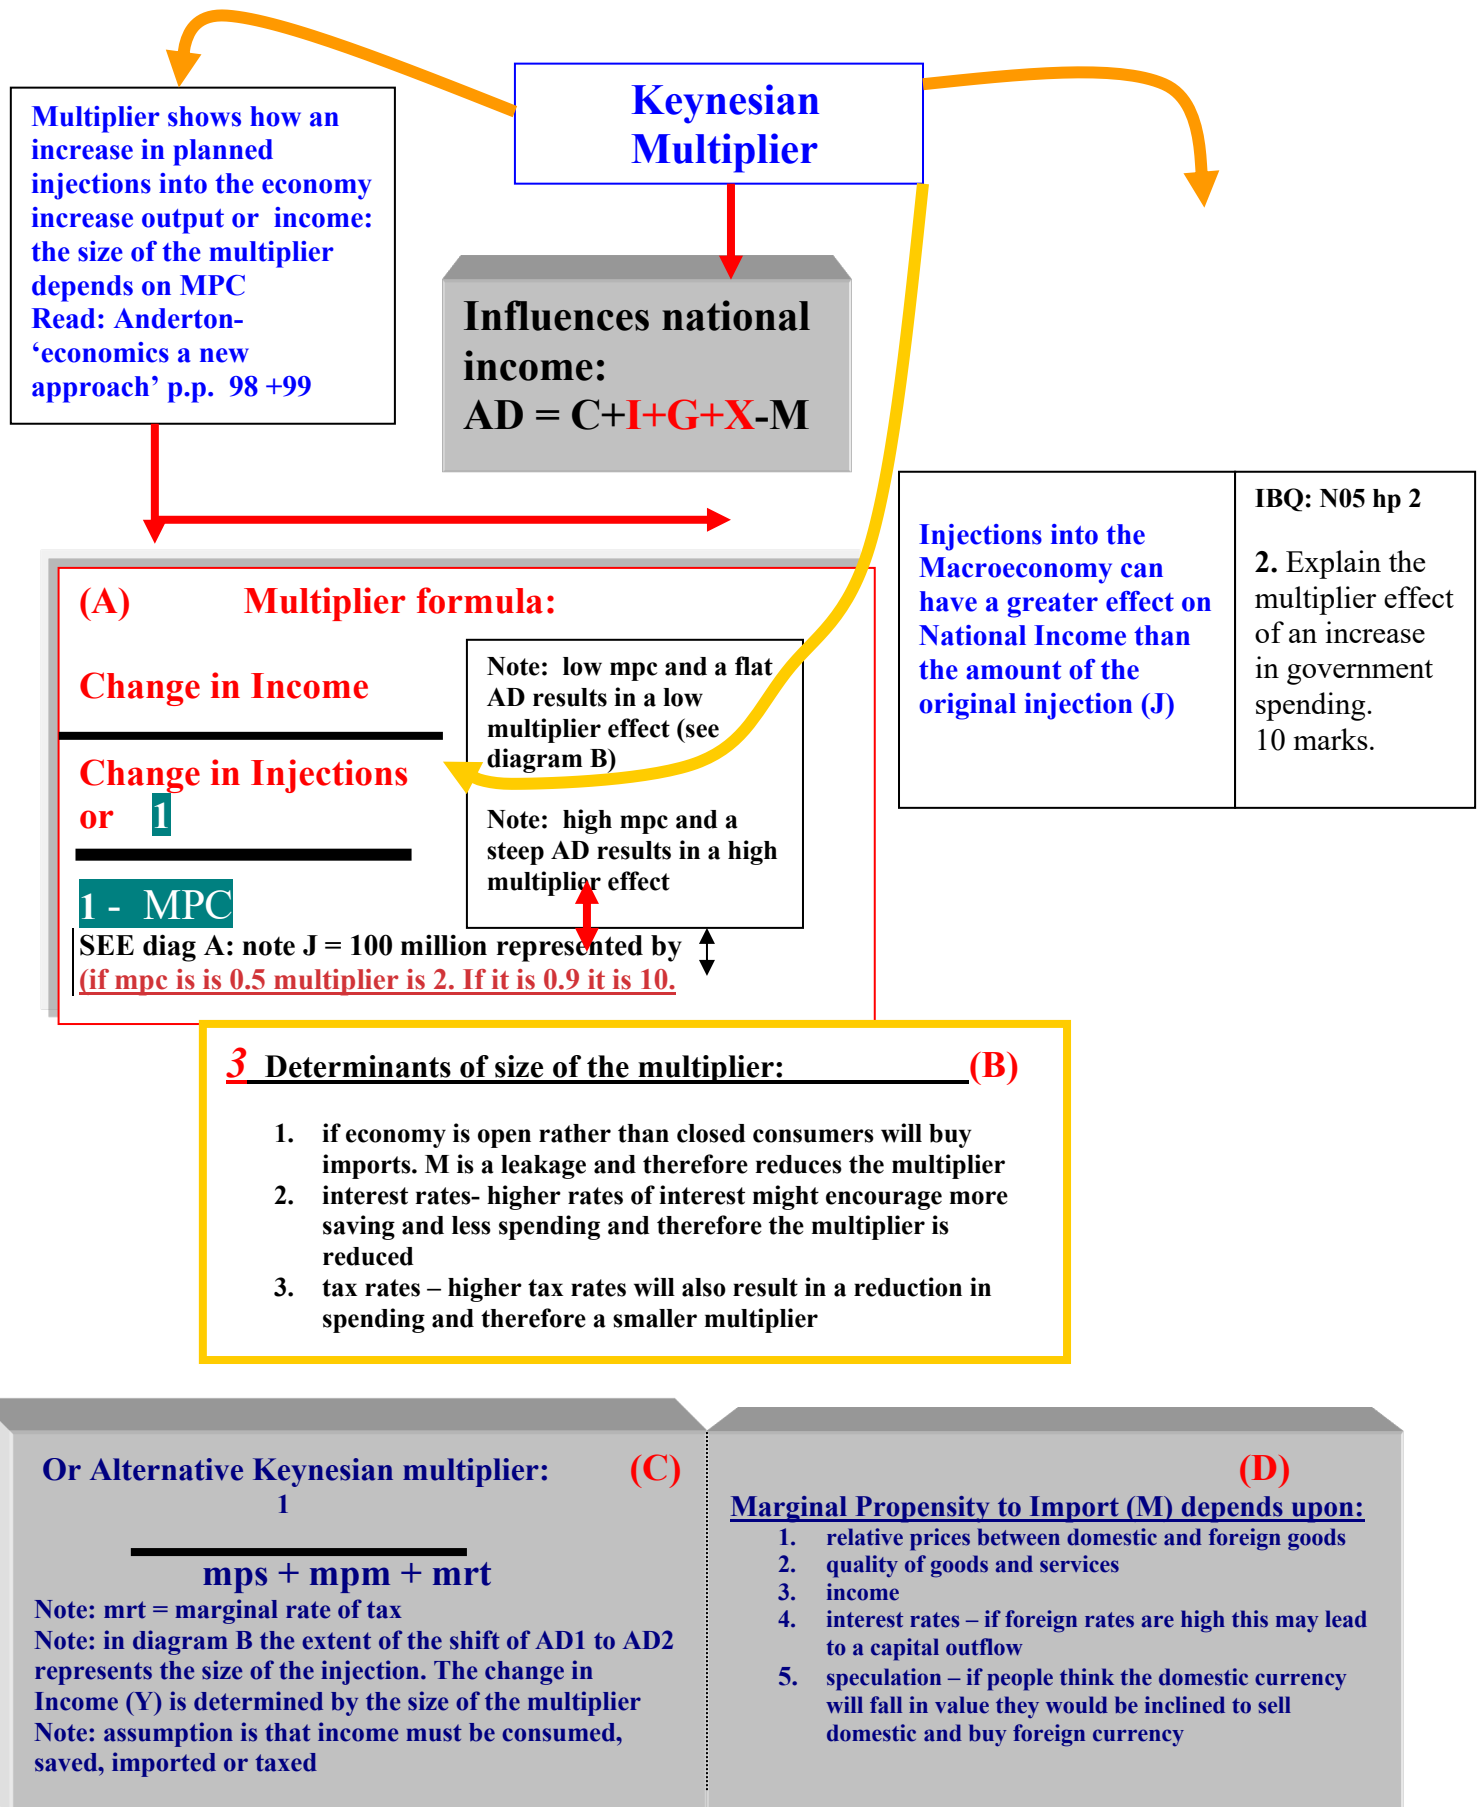 Keynesian
Multiplier
Multiplier shows how an
increase in planned
injections into the economy
increase output or income:
the size of the multiplier
depends on MPC
Read: Anderton-
‘economics a new
approach’ p.p. 98 +99
Influences national
income:
AD = C+I+G+X-M
Injections into the
Macroeconomy can
have a greater effect on
National Income than
the amount of the
original injection (J)
IBQ: N05 hp 2
2. Explain the
multiplier effect
of an increase
in government
spending.
10 marks.
(A) Multiplier formula:
Change in Income
Change in Injections
or 1
1 - MPC
Note: low mpc and a flat
AD results in a low
multiplier effect (see
diagram B)
Note: high mpc and a
steep AD results in a high
multiplier effect
SEE diag A: note J = 100 million represented by
(if mpc is is 0.5 multiplier is 2. If it is 0.9 it is 10.
3 Determinants of size of the multiplier: (B)
1. if economy is open rather than closed consumers will buy
imports. M is a leakage and therefore reduces the multiplier
2. interest rates- higher rates of interest might encourage more
saving and less spending and therefore the multiplier is
reduced
3. tax rates – higher tax rates will also result in a reduction in
spending and therefore a smaller multiplier
Or Alternative Keynesian multiplier: (C)
1
mps + mpm + mrt
Note: mrt = marginal rate of tax
Note: in diagram B the extent of the shift of AD1 to AD2
represents the size of the injection. The change in
Income (Y) is determined by the size of the multiplier
Note: assumption is that income must be consumed,
saved, imported or taxed
(D)
Marginal Propensity to Import (M) depends upon:
1. relative prices between domestic and foreign goods
2. quality of goods and services
3. income
4. interest rates – if foreign rates are high this may lead
to a capital outflow
5. speculation – if people think the domestic currency
will fall in value they would be inclined to sell
domestic and buy foreign currency